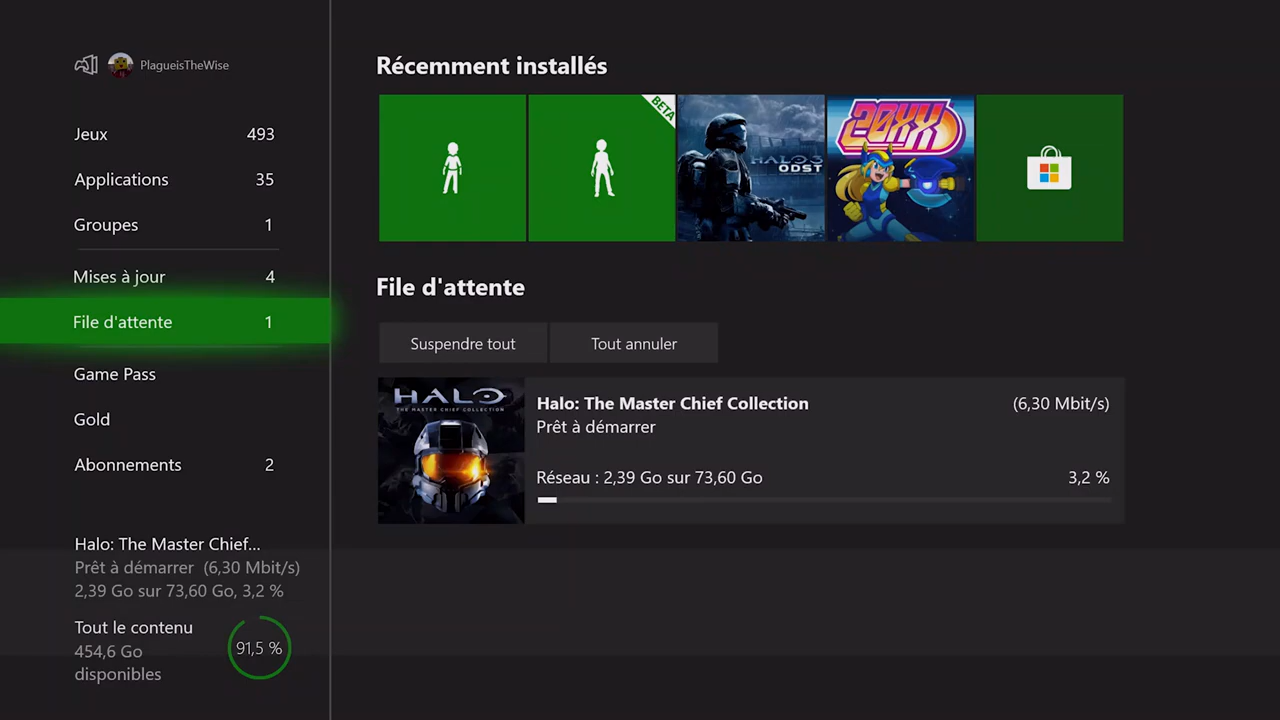 PlagueisTheWise
Jeux 493
Applications 35
Groupes 1
Mises à jour 4
File d'attente 1
Game Pass
Gold
Abonnements 2
Halo: The Master Chief...
Prêt à démarrer (6,30 Mbit/s)
2,39 Go sur 73,60 Go, 3,2 %
Tout le contenu
454,6 Go
disponibles
91,5 %
Récemment installés
BETA
HALO 3
ODST
20XX
File d'attente
Suspendre tout Tout annuler
HALO
THE MASTER CHIEF COLLECTION
Halo: The Master Chief Collection (6,30 Mbit/s)
Prêt à démarrer
Réseau : 2,39 Go sur 73,60 Go 3,2 %